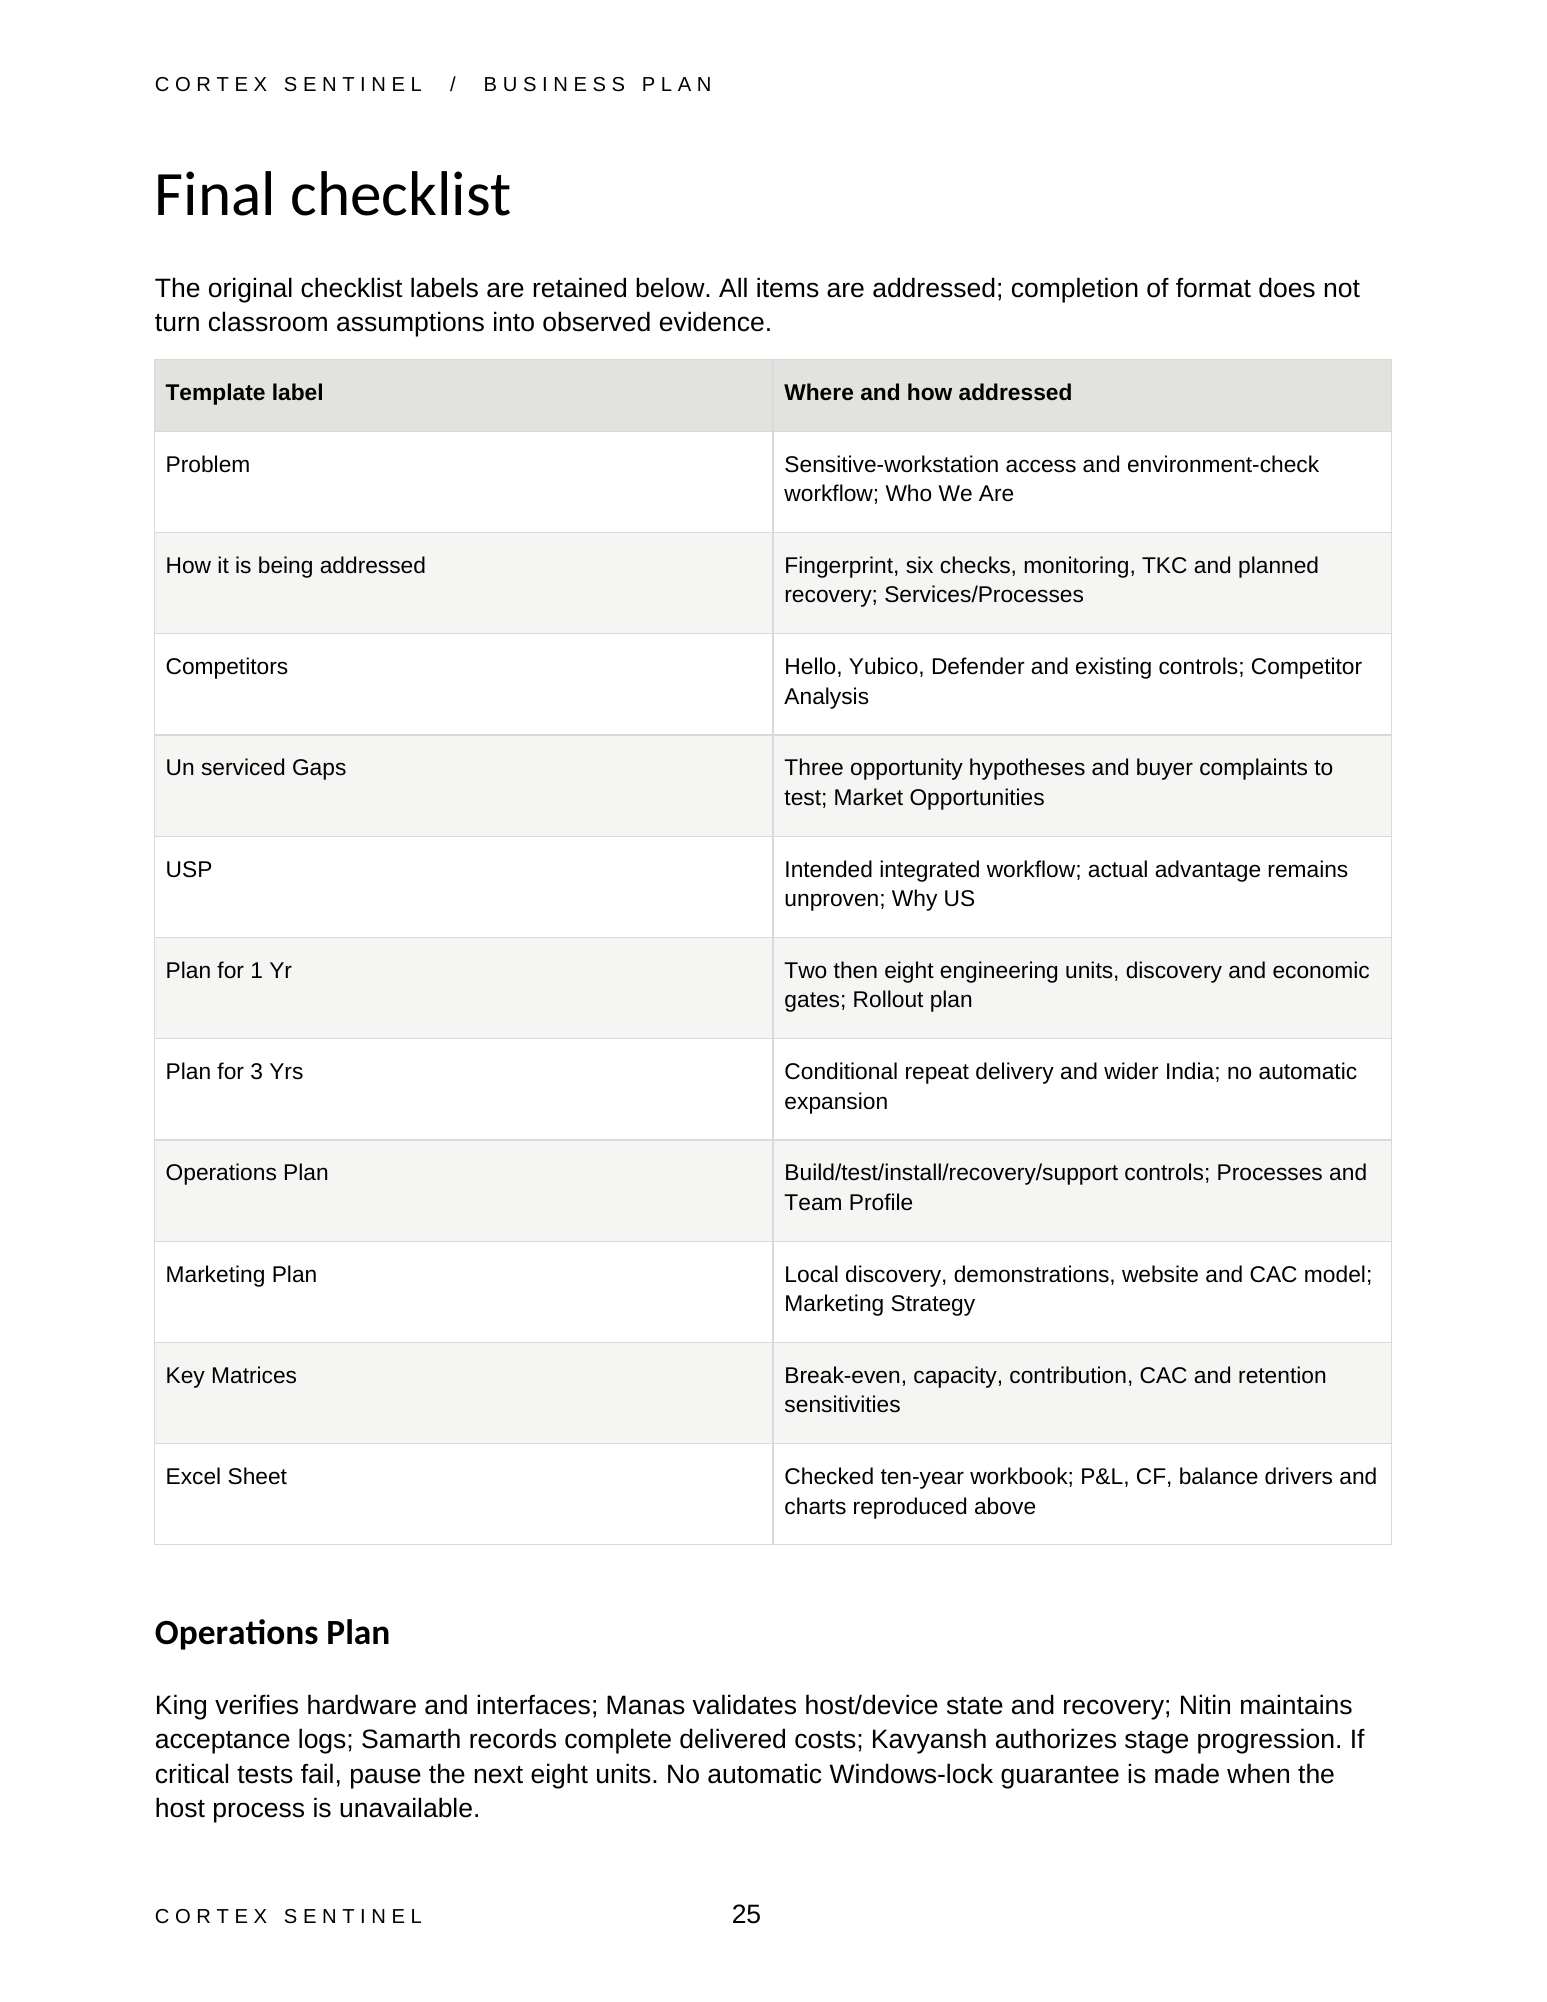 CORTEX SENTINEL / BUSINESS PLAN
Final checklist
The original checklist labels are retained below. All items are addressed; completion of format does not
turn classroom assumptions into observed evidence.
Template label
Where and how addressed
Problem
Sensitive-workstation access and environment-check
workflow; Who We Are
How it is being addressed
Fingerprint, six checks, monitoring, TKC and planned
recovery; Services/Processes
Competitors
Hello, Yubico, Defender and existing controls; Competitor
Analysis
Un serviced Gaps
Three opportunity hypotheses and buyer complaints to
test; Market Opportunities
USP
Intended integrated workflow; actual advantage remains
unproven; Why US
Plan for 1 Yr
Two then eight engineering units, discovery and economic
gates; Rollout plan
Plan for 3 Yrs
Conditional repeat delivery and wider India; no automatic
expansion
Operations Plan
Build/test/install/recovery/support controls; Processes and
Team Profile
Marketing Plan
Local discovery, demonstrations, website and CAC model;
Marketing Strategy
Key Matrices
Break-even, capacity, contribution, CAC and retention
sensitivities
Excel Sheet
Checked ten-year workbook; P&L, CF, balance drivers and
charts reproduced above
Operations Plan
King verifies hardware and interfaces; Manas validates host/device state and recovery; Nitin maintains
acceptance logs; Samarth records complete delivered costs; Kavyansh authorizes stage progression. If
critical tests fail, pause the next eight units. No automatic Windows-lock guarantee is made when the
host process is unavailable.
CORTEX SENTINEL
25